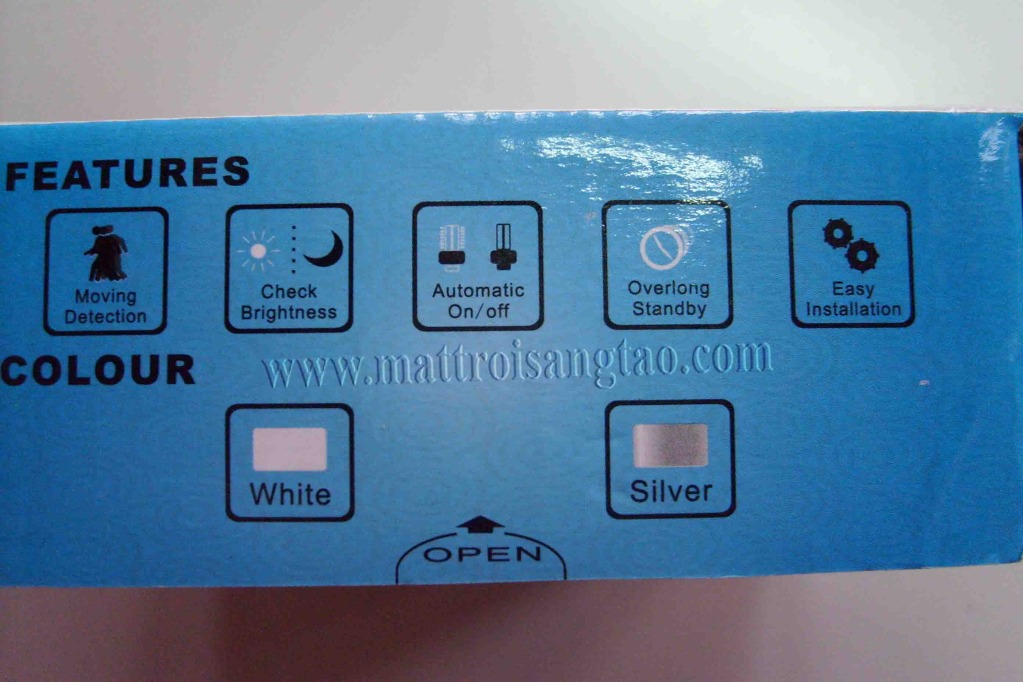 FEATURES
Moving
Detection
Check
Brightness
Automatic
On/off
Overlong
Standby
Easy
Installation
COLOUR
www.mattroisangtao.com
White
Silver
OPEN